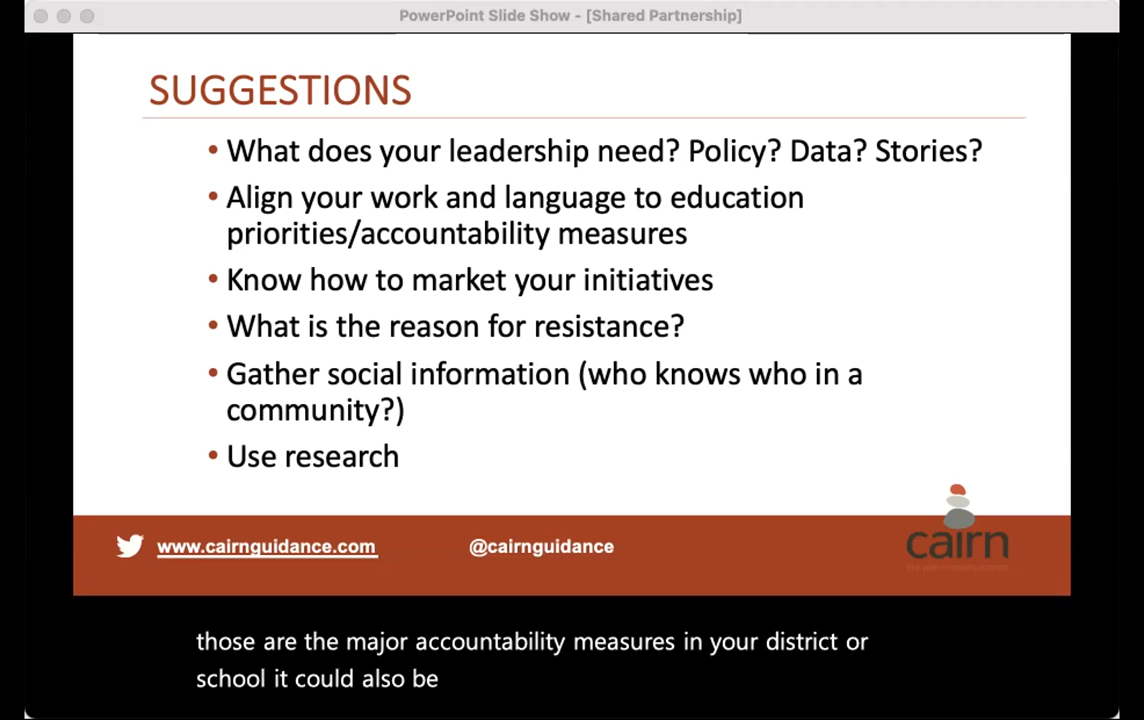 PowerPoint Slide Show - [Shared Partnership]
SUGGESTIONS
• What does your leadership need? Policy? Data? Stories?
• Align your work and language to education
priorities/accountability measures
• Know how to market your initiatives
• What is the reason for resistance?
• Gather social information (who knows who in a
community?)
• Use research
www.cairnguidance.com @cairnguidance
cairn
those are the major accountability measures in your district or
school it could also be